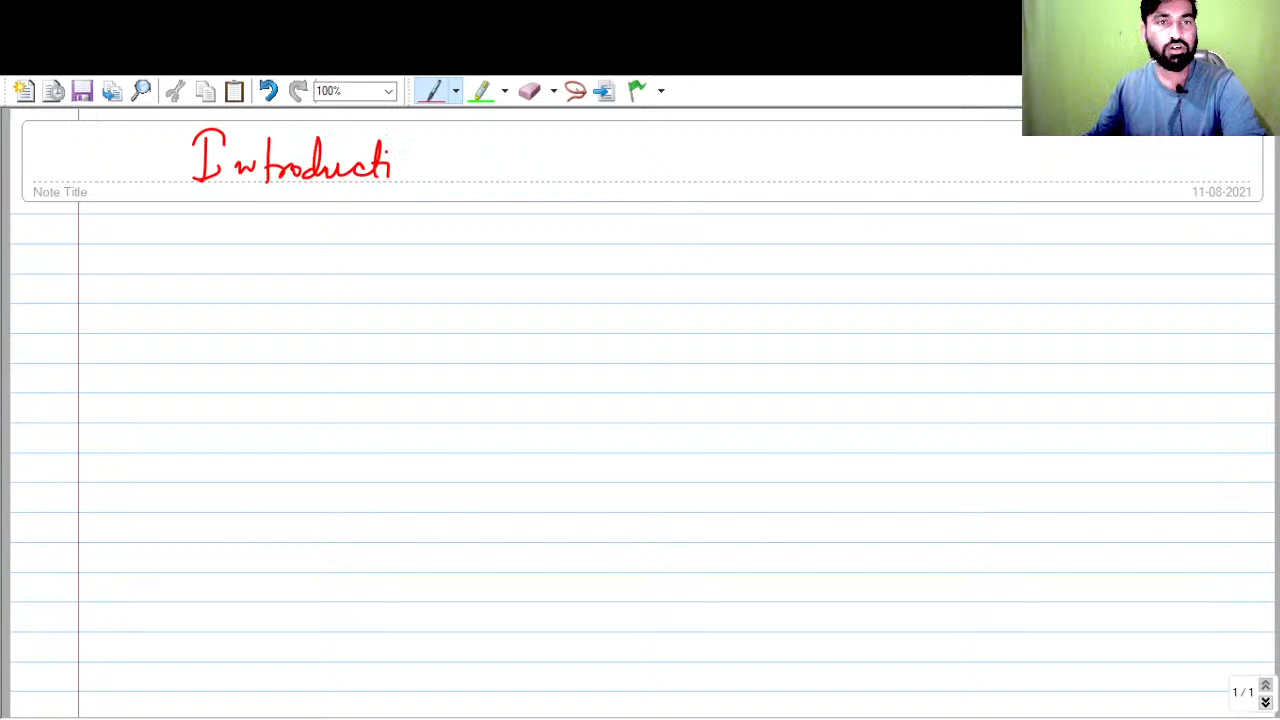 100%
Introducti
Note Title
11-08-2021
1 / 1